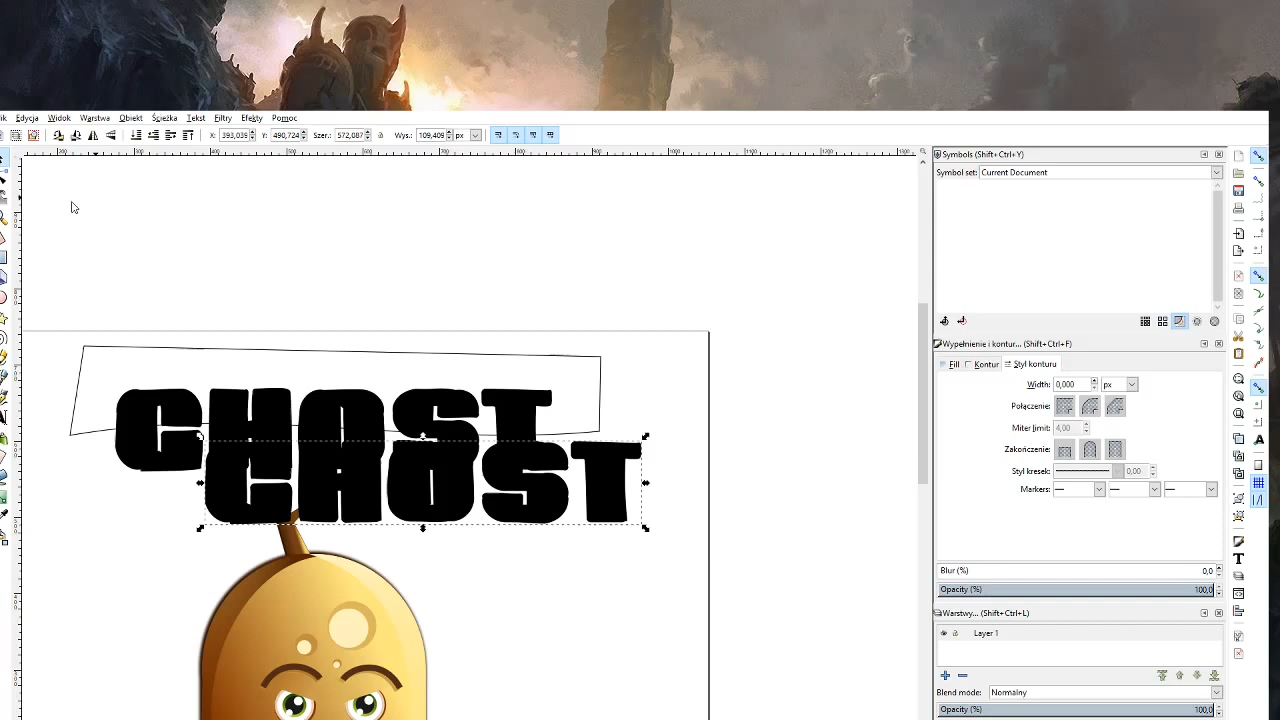 ik Edycja Widok Warstwa Obiekt Ścieżka Tekst Filtry Efekty Pomoc
X: 393,039 Y: 490,724 Szer.: 572,087 Wys.: 109,409 px
Symbols (Shift+Ctrl+Y)
Symbol set: Current Document
Wypełnienie i kontur... (Shift+Ctrl+F)
Fill Kontur Styl konturu
Width: 0,000 px
Połączenie:
Miter limit: 4,00
Zakończenie:
Styl kresek: 0,00
Markers:
GHOST
GHOST
Blur (%) 0,0
Opacity (%) 100,0
Warstwy... (Shift+Ctrl+L)
Layer 1
Blend mode: Normalny
Opacity (%) 100,0